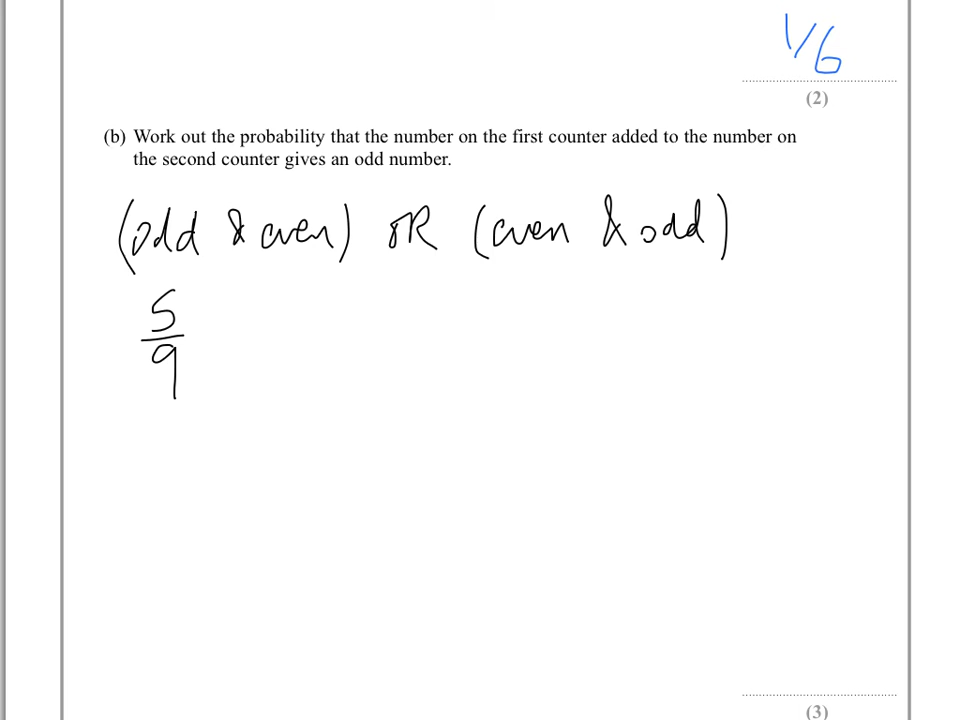 1/6
(2)
(b) Work out the probability that the number on the first counter added to the number on
the second counter gives an odd number.
(odd & even) OR (even & odd)
5
9
(3)